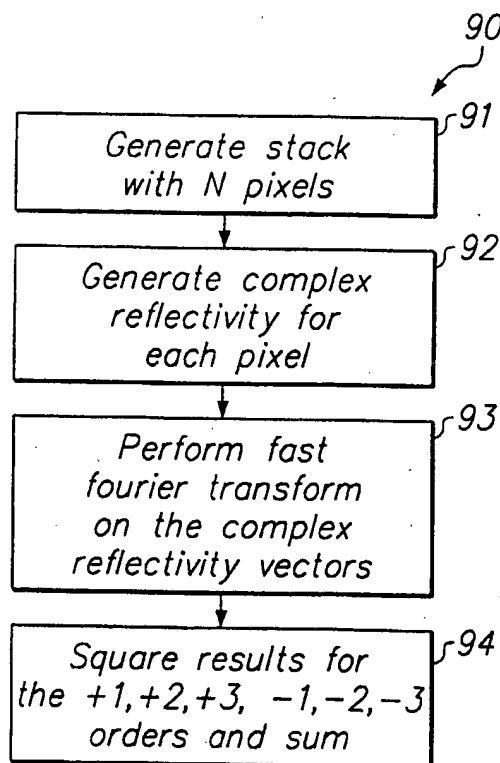 90
91
Generate stack
with N pixels
92
Generate complex
reflectivity for
each pixel
93
Perform fast
fourier transform
on the complex
reflectivity vectors
94
Square results for
the +1,+2,+3, -1,-2,-3
orders and sum